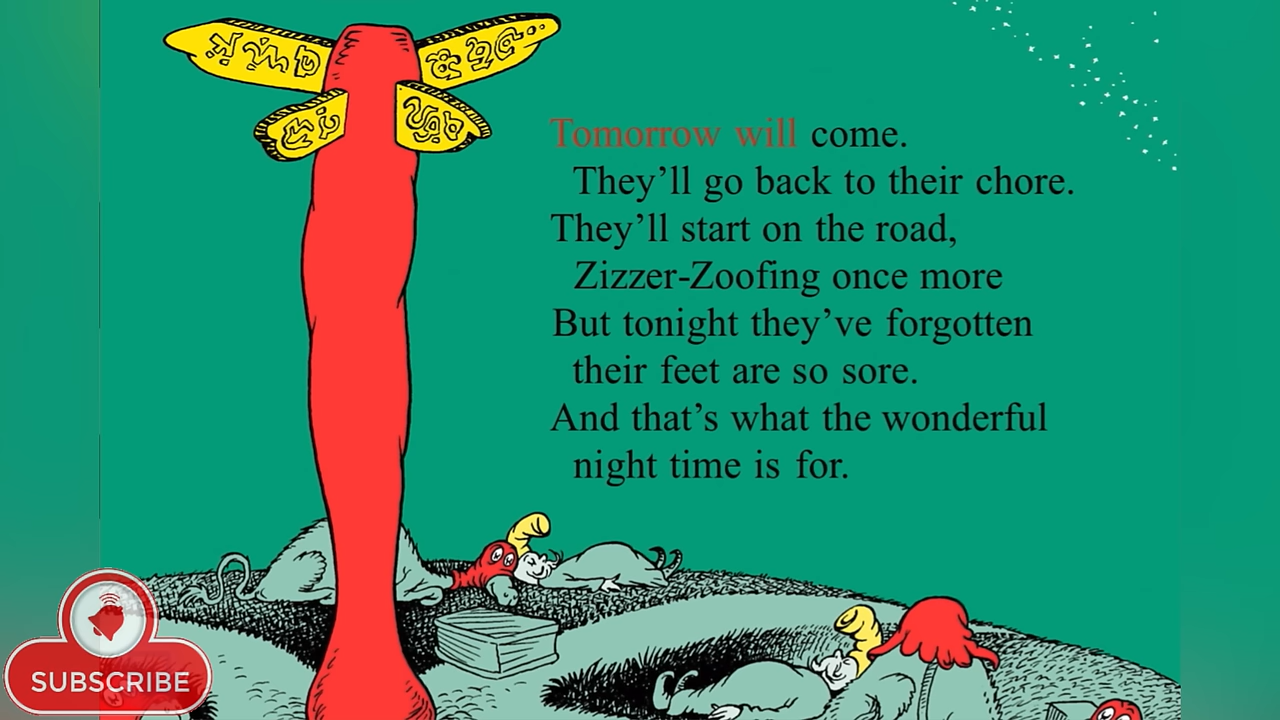 Tomorrow will come.
They’ll go back to their chore.
They’ll start on the road,
Zizzer-Zoofing once more
But tonight they’ve forgotten
their feet are so sore.
And that’s what the wonderful
night time is for.
SUBSCRIBE